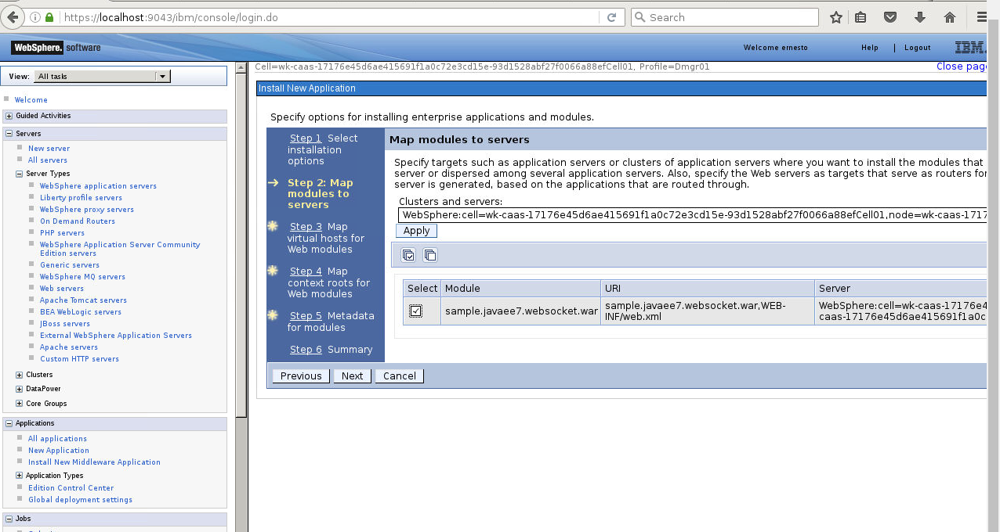 https://localhost:9043/ibm/console/login.do
Search
WebSphere. software
Welcome ernesto
Help
Logout
IBM
View: All tasks
Welcome
Guided Activities
Servers
New server
All servers
Server Types
WebSphere application servers
Liberty profile servers
WebSphere proxy servers
On Demand Routers
PHP servers
WebSphere Application Server Community
Edition servers
Generic servers
WebSphere MQ servers
Web servers
Apache Tomcat servers
BEA WebLogic servers
JBoss servers
External WebSphere Application Servers
Apache servers
Custom HTTP servers
Clusters
DataPower
Core Groups
Applications
All applications
New Application
Install New Middleware Application
Application Types
Edition Control Center
Global deployment settings
Jobs
Cell=wk-caas-17176e45d6ae415691f1a0c72e3cd15e-93d1528abf27f0066a88efCell01, Profile=Dmgr01
Close page
Install New Application
Specify options for installing enterprise applications and modules.
Step 1 Select
installation
options
Step 2: Map
modules to
servers
Step 3 Map
virtual hosts for
Web modules
Step 4 Map
context roots for
Web modules
Step 5 Metadata
for modules
Step 6 Summary
Map modules to servers
Specify targets such as application servers or clusters of application servers where you want to install the modules that
server or dispersed among several application servers. Also, specify the Web servers as targets that serve as routers for
server is generated, based on the applications that are routed through.
Clusters and servers:
WebSphere:cell=wk-caas-17176e45d6ae415691f1a0c72e3cd15e-93d1528abf27f0066a88efCell01,node=wk-caas-1717
Apply
Select Module URI Server
sample.javaee7.websocket.war
sample.javaee7.websocket.war,WEB-
INF/web.xml
WebSphere:cell=wk-caas-17176e4
caas-17176e45d6ae415691f1a0c
Previous Next Cancel